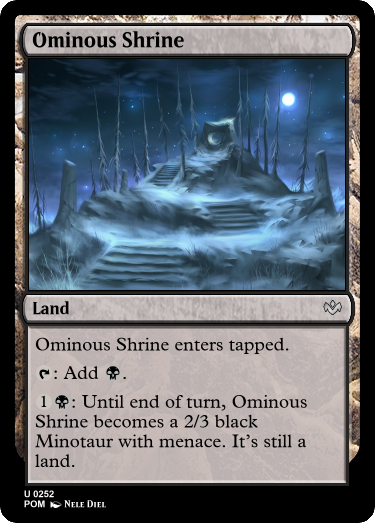 Ominous Shrine
Land
Ominous Shrine enters tapped.
: Add .
1 : Until end of turn, Ominous
Shrine becomes a 2/3 black
Minotaur with menace. It's still a
land.
U 0252
POM Nele Diel